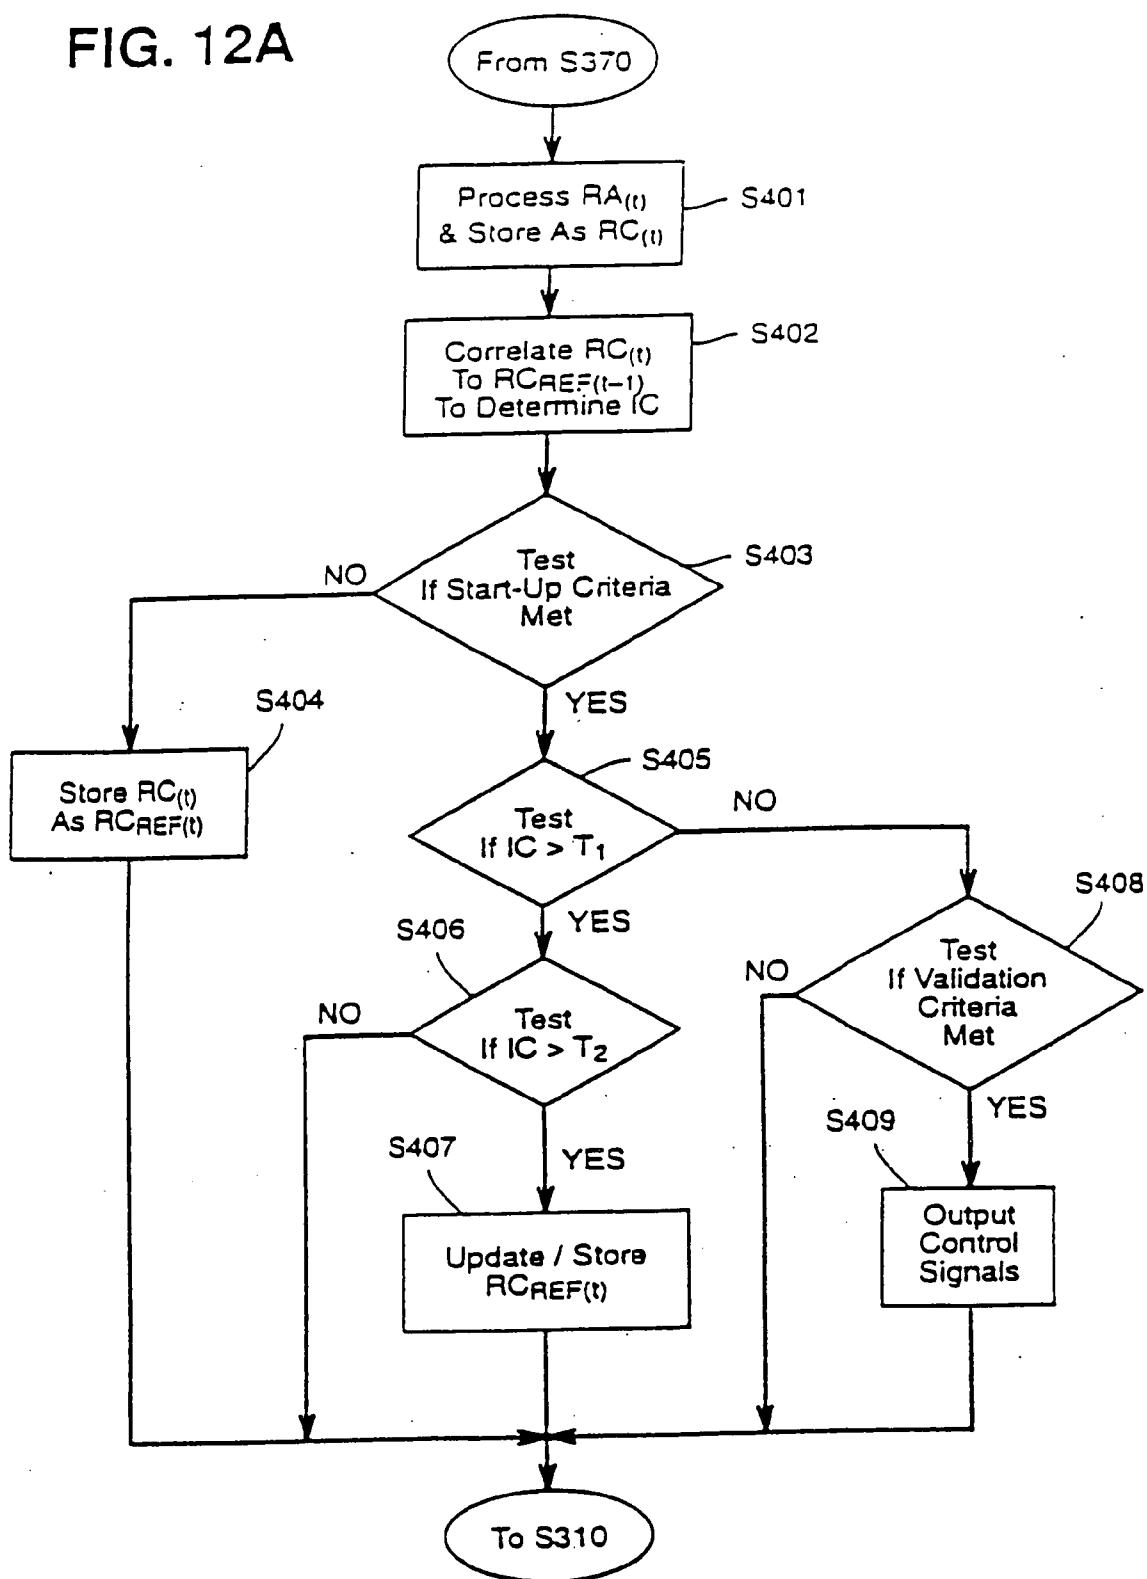 FIG. 12A
From S370
Process RA(t)
& Store As RC(t)
S401
Correlate RC(t)
To RCREF(t-1)
To Determine IC
S402
Test
If Start-Up Criteria
Met
S403
NO
YES
S404
Store RC(t)
As RCREF(t)
S405
Test
If IC > T1
NO
YES
S406
Test
If IC > T2
NO
YES
S408
Test
If Validation
Criteria
Met
NO
YES
S407
Update / Store
RCREF(t)
S409
Output
Control
Signals
To S310